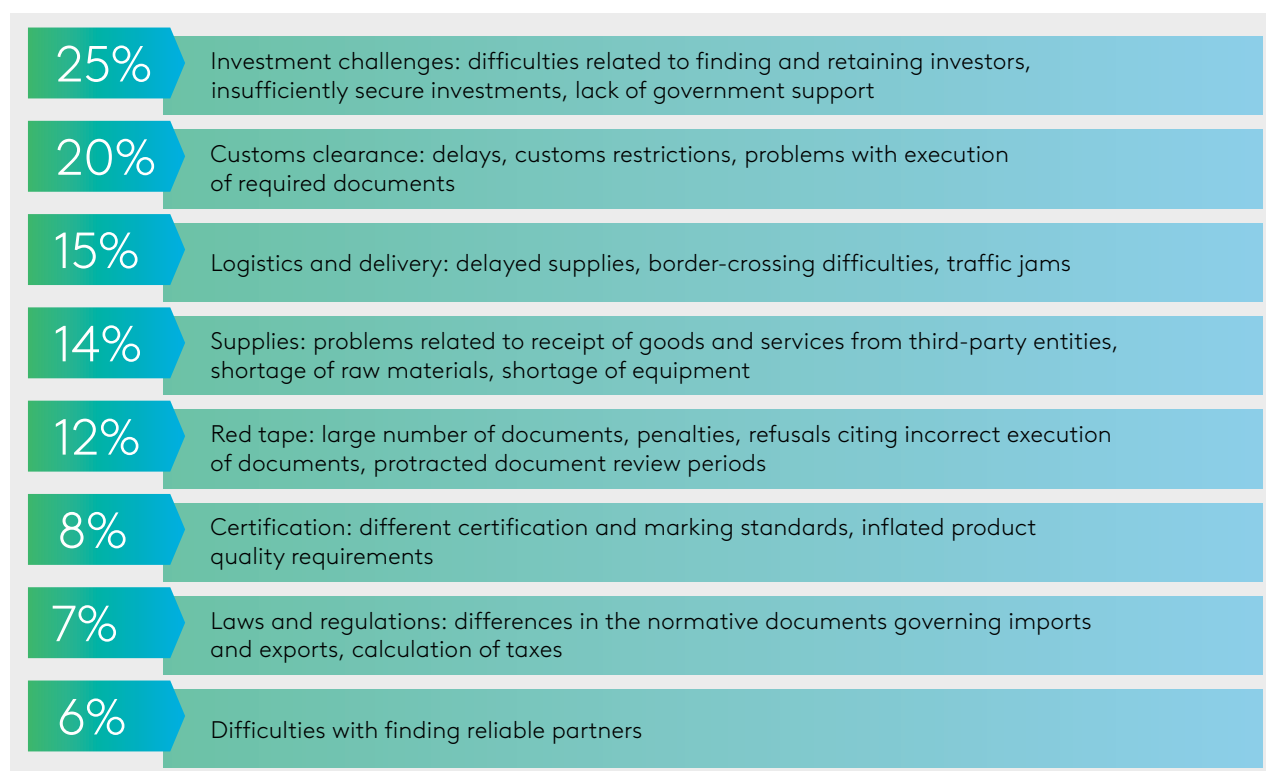 25%
Investment challenges: difficulties related to finding and retaining investors,
insufficiently secure investments, lack of government support
20%
Customs clearance: delays, customs restrictions, problems with execution
of required documents
15%
Logistics and delivery: delayed supplies, border-crossing difficulties, traffic jams
14%
Supplies: problems related to receipt of goods and services from third-party entities,
shortage of raw materials, shortage of equipment
12%
Red tape: large number of documents, penalties, refusals citing incorrect execution
of documents, protracted document review periods
8%
Certification: different certification and marking standards, inflated product
quality requirements
7%
Laws and regulations: differences in the normative documents governing imports
and exports, calculation of taxes
6%
Difficulties with finding reliable partners